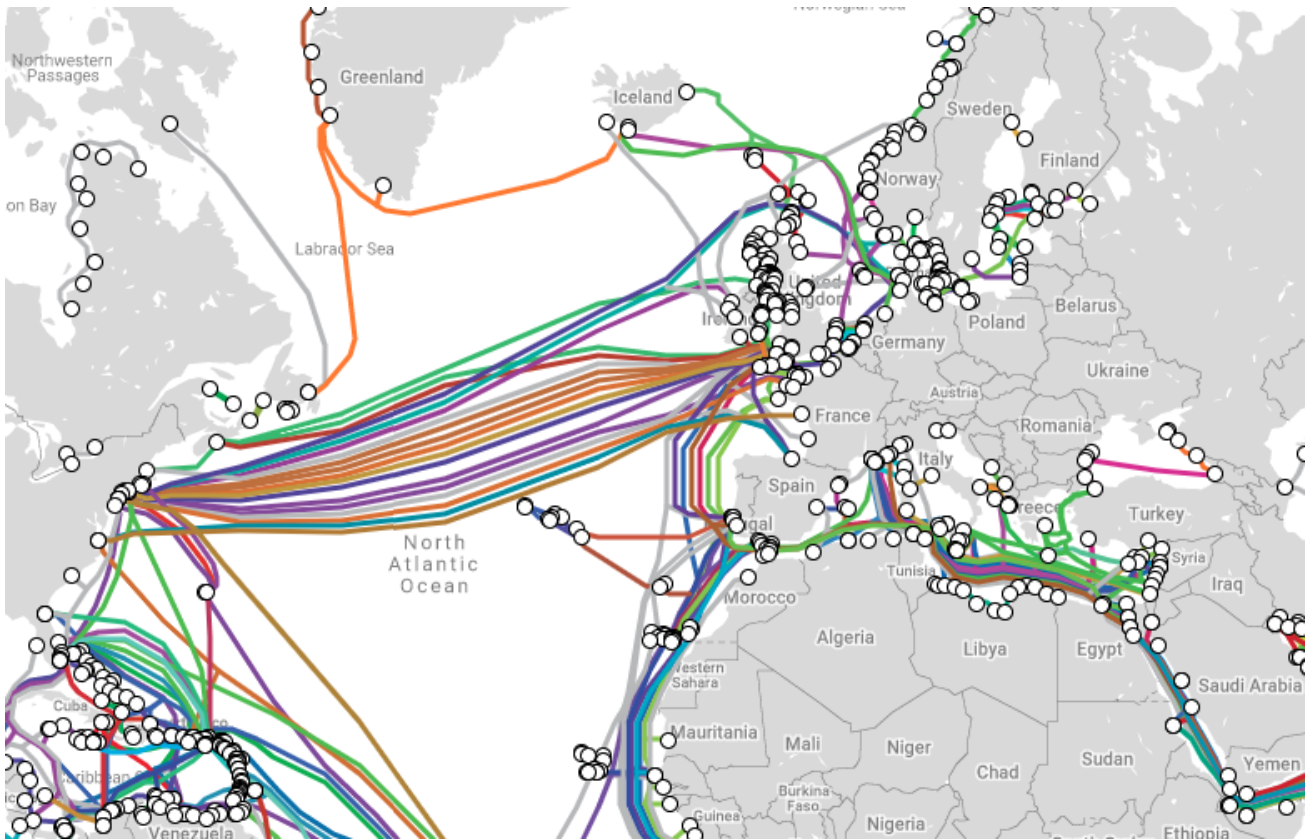 Norwegian Sea
Northwestern
Passages
Greenland
Iceland
Sweden
Finland
Norway
on Bay
Labrador Sea
United
Kingdom
Belarus
Poland
Germany
Ukraine
Austria
France
Romania
Italy
Spain
Turkey
North
Atlantic
Ocean
Syria
Tunisia
Iraq
Morocco
Algeria
Libya
Egypt
Western
Sahara
Saudi Arabia
Cuba
Mauritania
Mali
Niger
Sudan
Chad
Yemen
Burkina
Faso
Guinea
Nigeria
Venezuela
Ethiopia